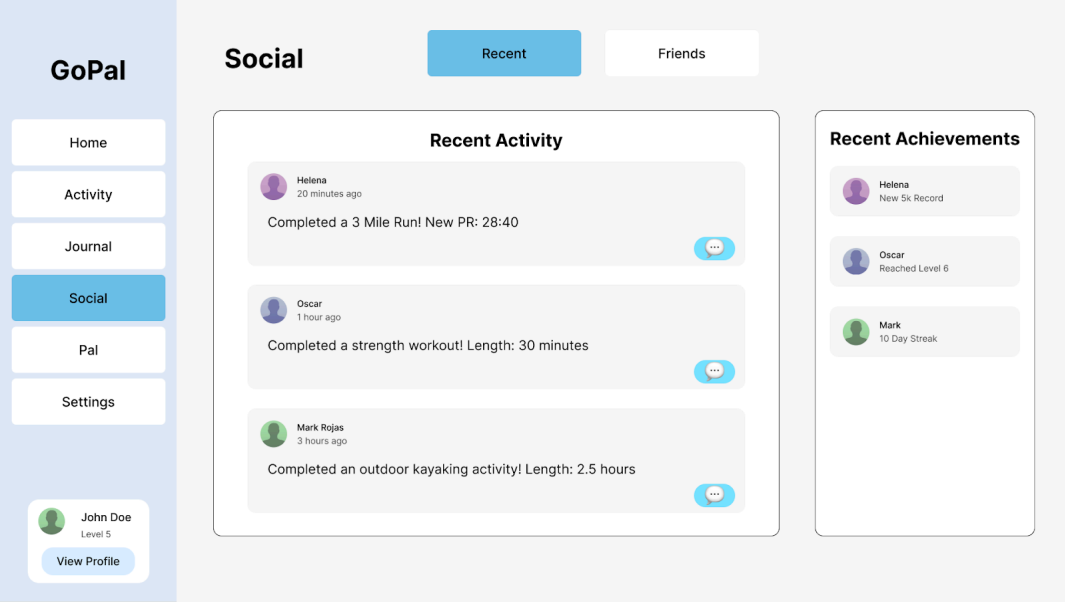 GoPal
Home
Activity
Journal
Social
Pal
Settings
John Doe
Level 5
View Profile
Social
Recent
Friends
Recent Activity
Helena
20 minutes ago
Completed a 3 Mile Run! New PR: 28:40
Oscar
1 hour ago
Completed a strength workout! Length: 30 minutes
Mark Rojas
3 hours ago
Completed an outdoor kayaking activity! Length: 2.5 hours
Recent Achievements
Helena
New 5k Record
Oscar
Reached Level 6
Mark
10 Day Streak